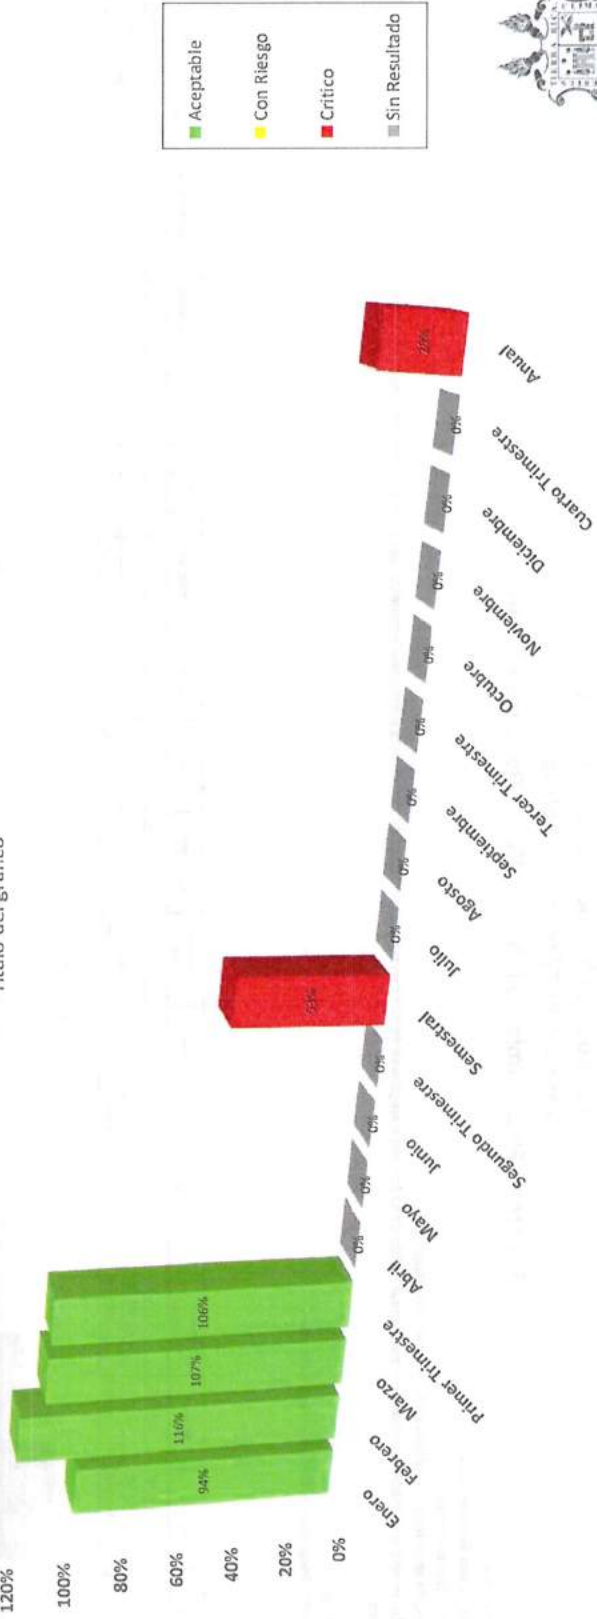 Título del gráfico
120%
100%
80%
60%
40%
20%
0%
94%
116%
107%
106%
0%
0%
0%
0%
53%
0%
0%
0%
0%
0%
0%
0%
0%
Enero
Febrero
Marzo
Primer Trimestre
Abril
Mayo
Junio
Segundo Trimestre
Semestral
Julio
Agosto
Septiembre
Tercer Trimestre
Octubre
Noviembre
Diciembre
Cuarto Trimestre
Anual
Aceptable
Con Riesgo
Critico
Sin Resultado